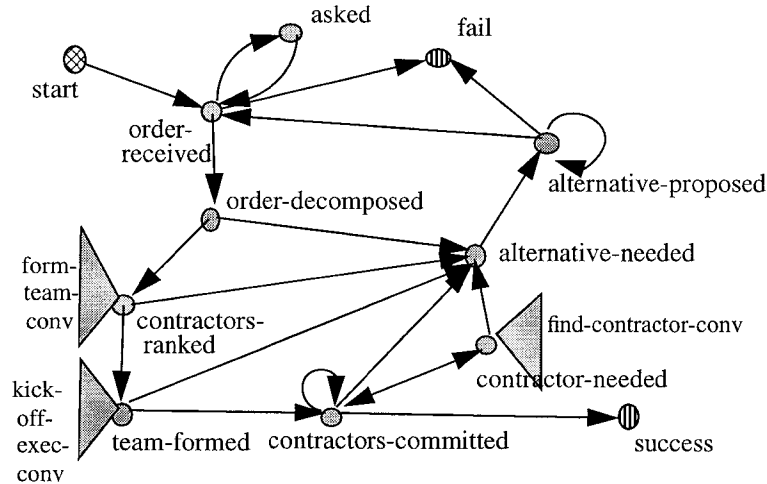 asked
fail
start
order-
received
alternative-proposed
order-decomposed
alternative-needed
form-
team-
conv
contractors-
ranked
find-contractor-conv
contractor-needed
kick-
off-
exec-
conv
team-formed
contractors-committed
success